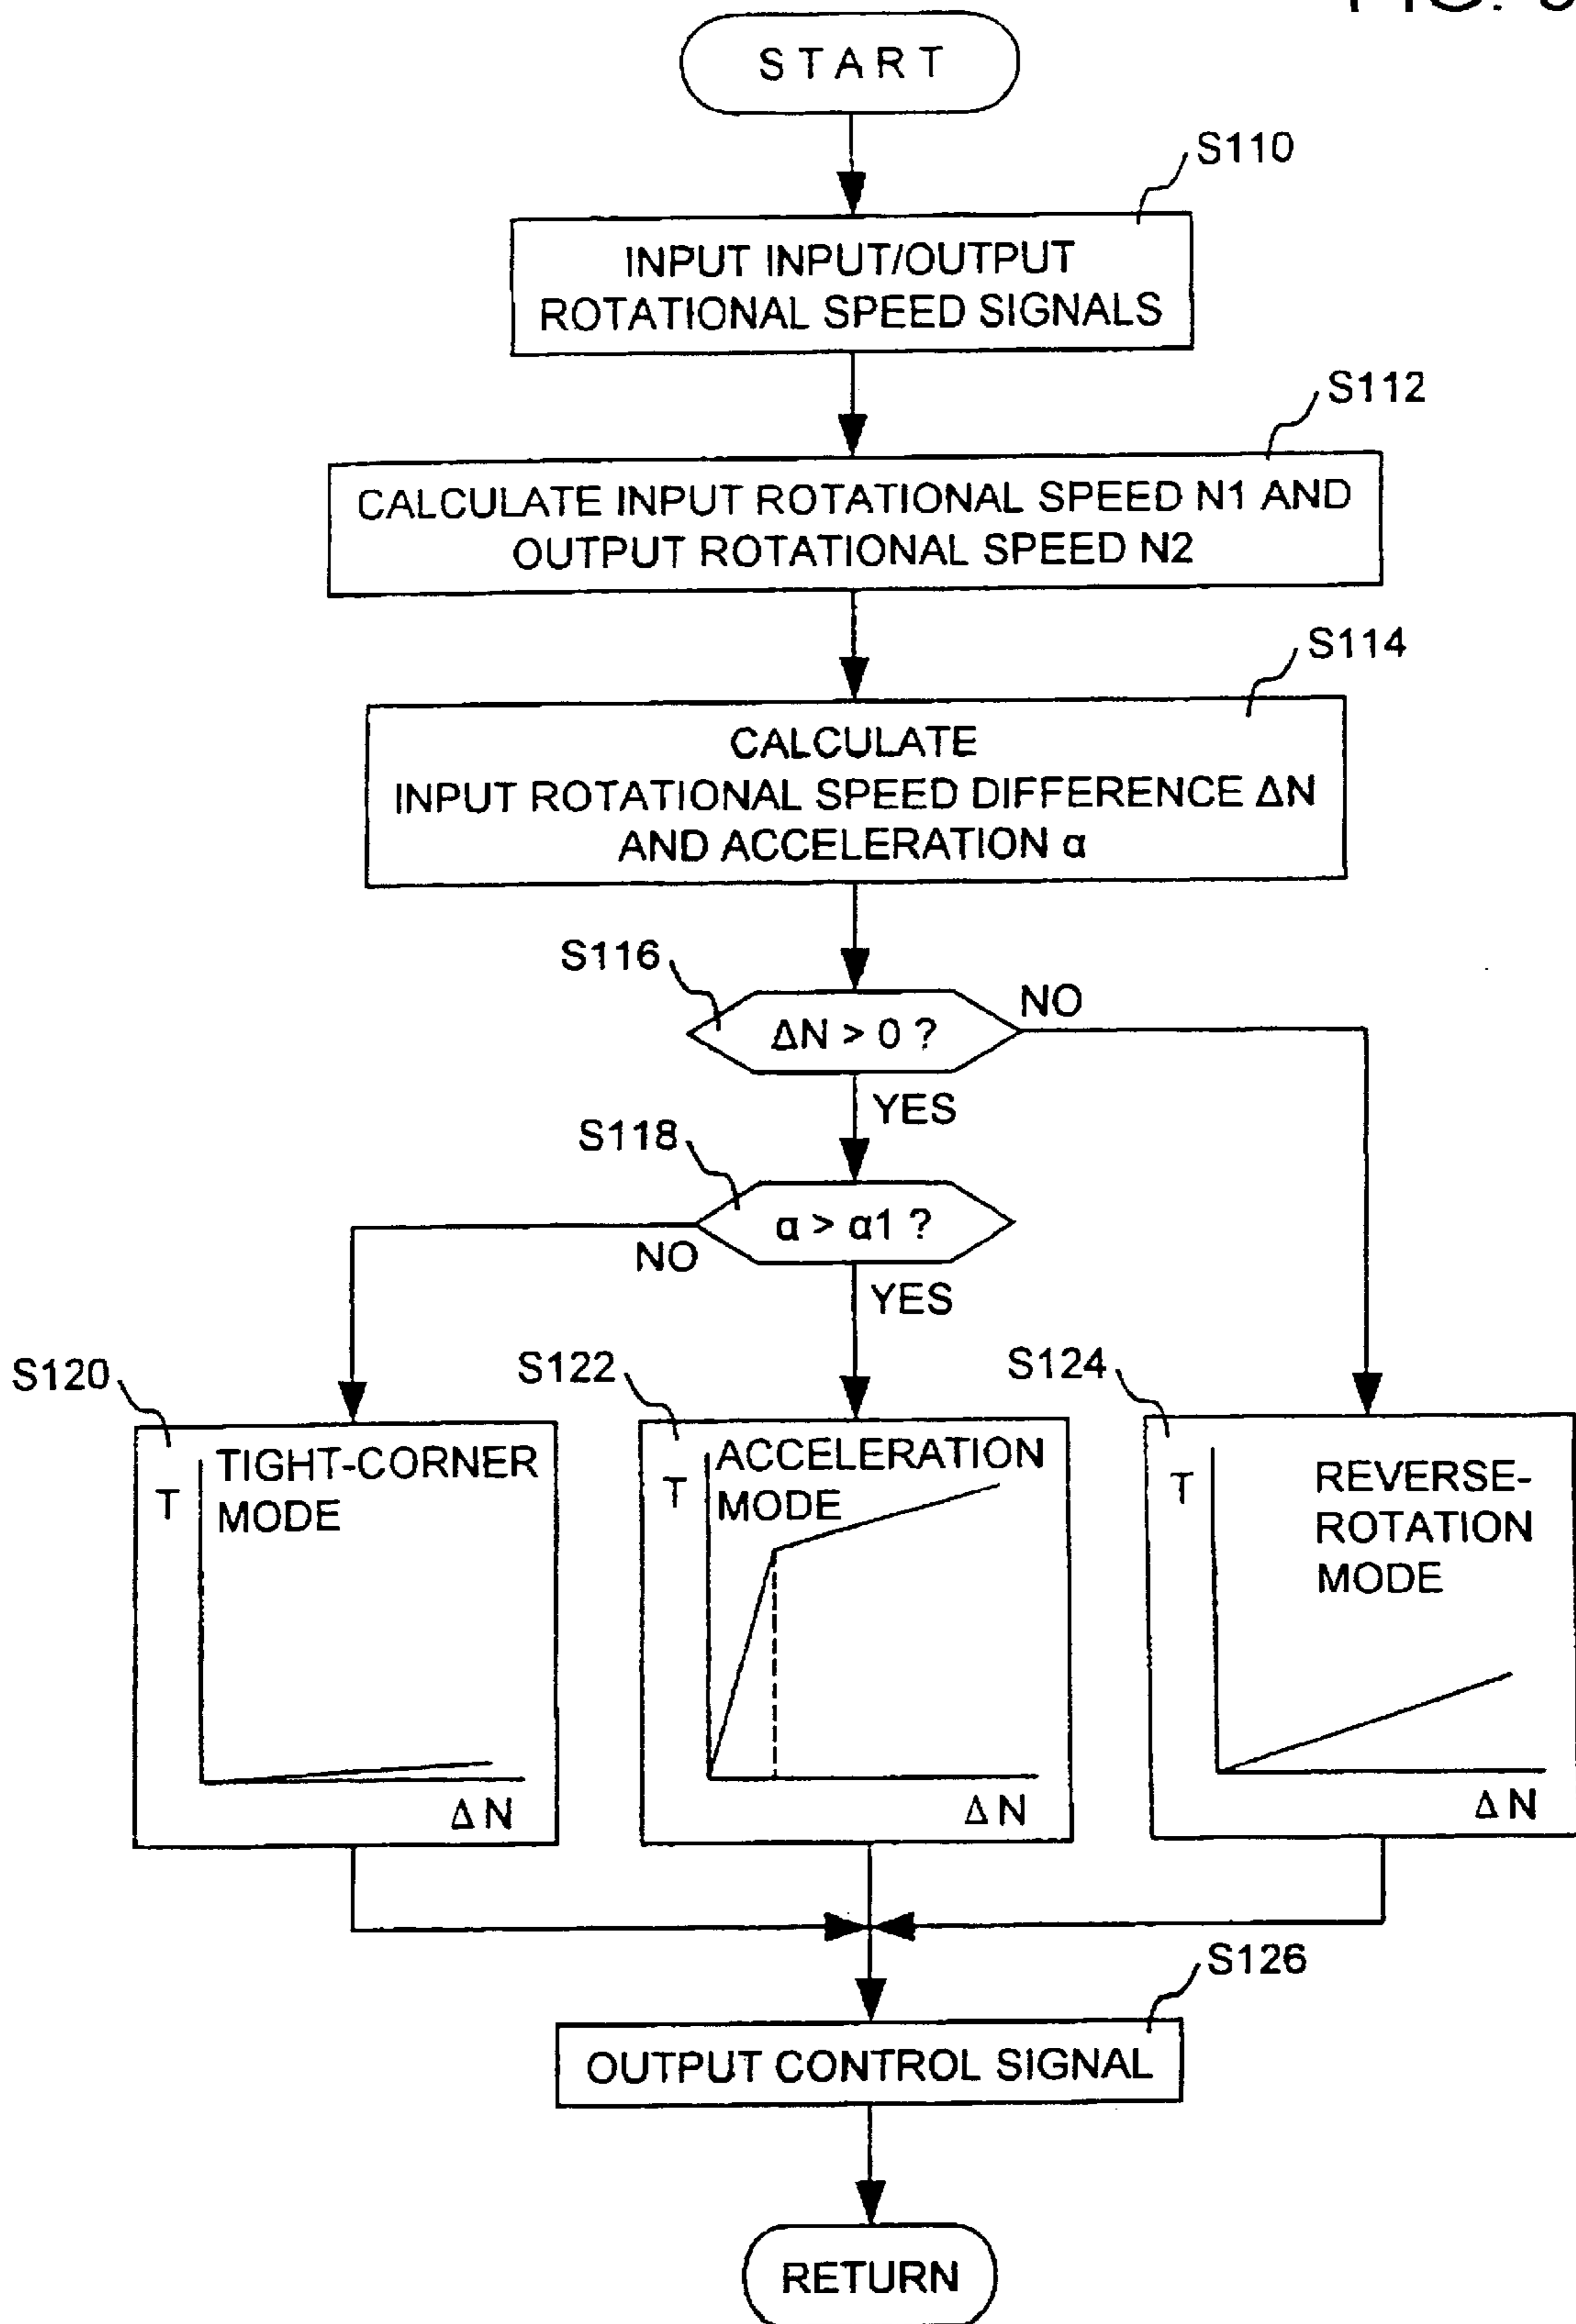 FIG.
START
S110
INPUT INPUT/OUTPUT
ROTATIONAL SPEED SIGNALS
S112
CALCULATE INPUT ROTATIONAL SPEED N1 AND
OUTPUT ROTATIONAL SPEED N2
S114
CALCULATE
INPUT ROTATIONAL SPEED DIFFERENCE ΔN
AND ACCELERATION α
S116
ΔN > 0 ?
NO
YES
S118
α > α1 ?
NO
YES
S120
T
TIGHT-CORNER
MODE
ΔN
S122
T
ACCELERATION
MODE
ΔN
S124
T
REVERSE-
ROTATION
MODE
ΔN
S126
OUTPUT CONTROL SIGNAL
RETURN